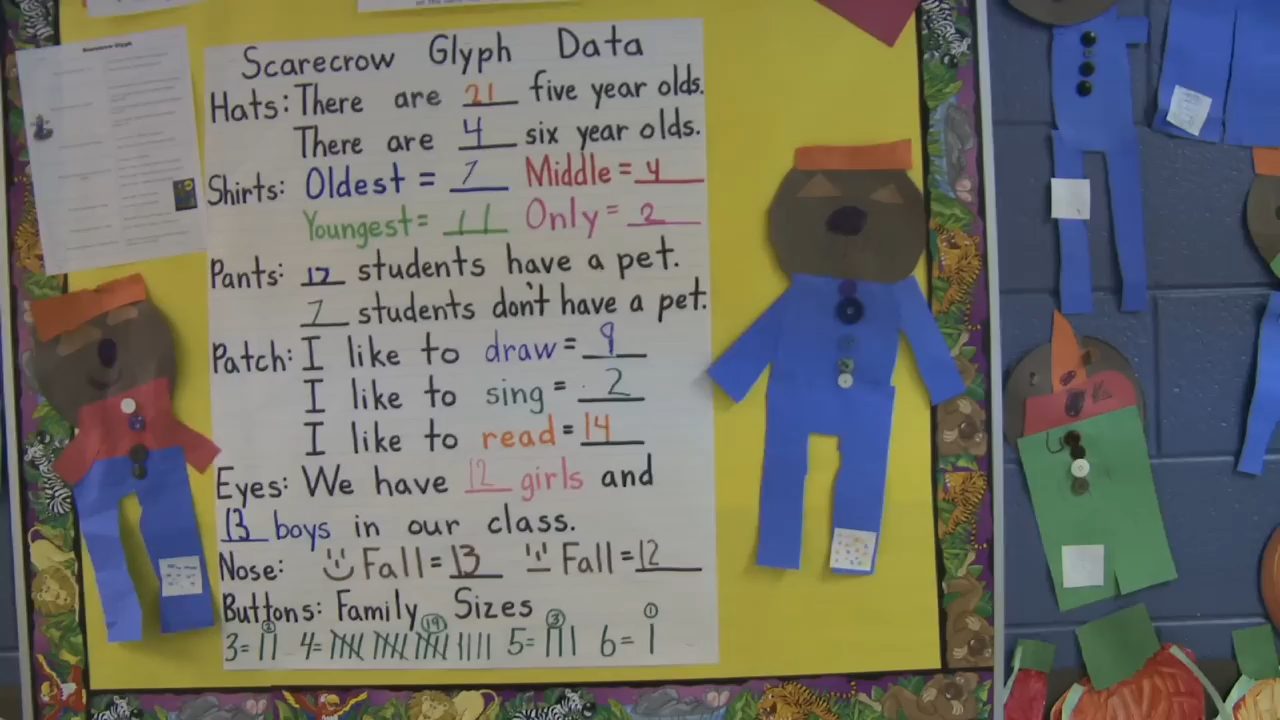 Scarecrow Glyph Data
Hats: There are 21 five year olds.
There are 4 six year olds.
Shirts: Oldest = 7 Middle = 4
Youngest = 11 Only = 2
Pants: 17 students have a pet.
7 students don't have a pet.
Patch: I like to draw = 9
I like to sing = 2
I like to read = 14
Eyes: We have 12 girls and
13 boys in our class.
Nose: Fall = 13 Fall = 12
Buttons: Family Sizes
2 19 3 1
3= 4= 5= 6=